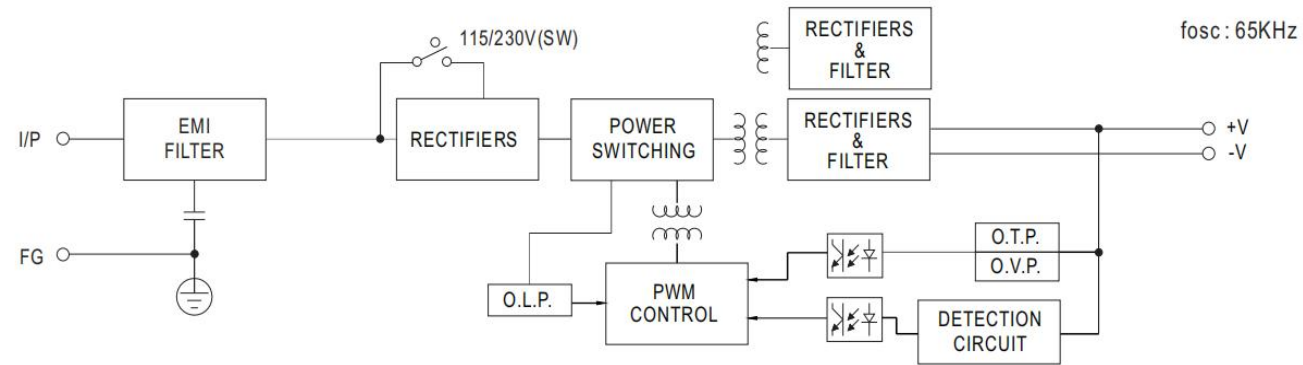 115/230V(SW)
RECTIFIERS
&
FILTER
fosc : 65KHz
I/P
EMI
FILTER
RECTIFIERS
POWER
SWITCHING
RECTIFIERS
&
FILTER
+V
-V
FG
O.L.P.
PWM
CONTROL
O.T.P.
O.V.P.
DETECTION
CIRCUIT